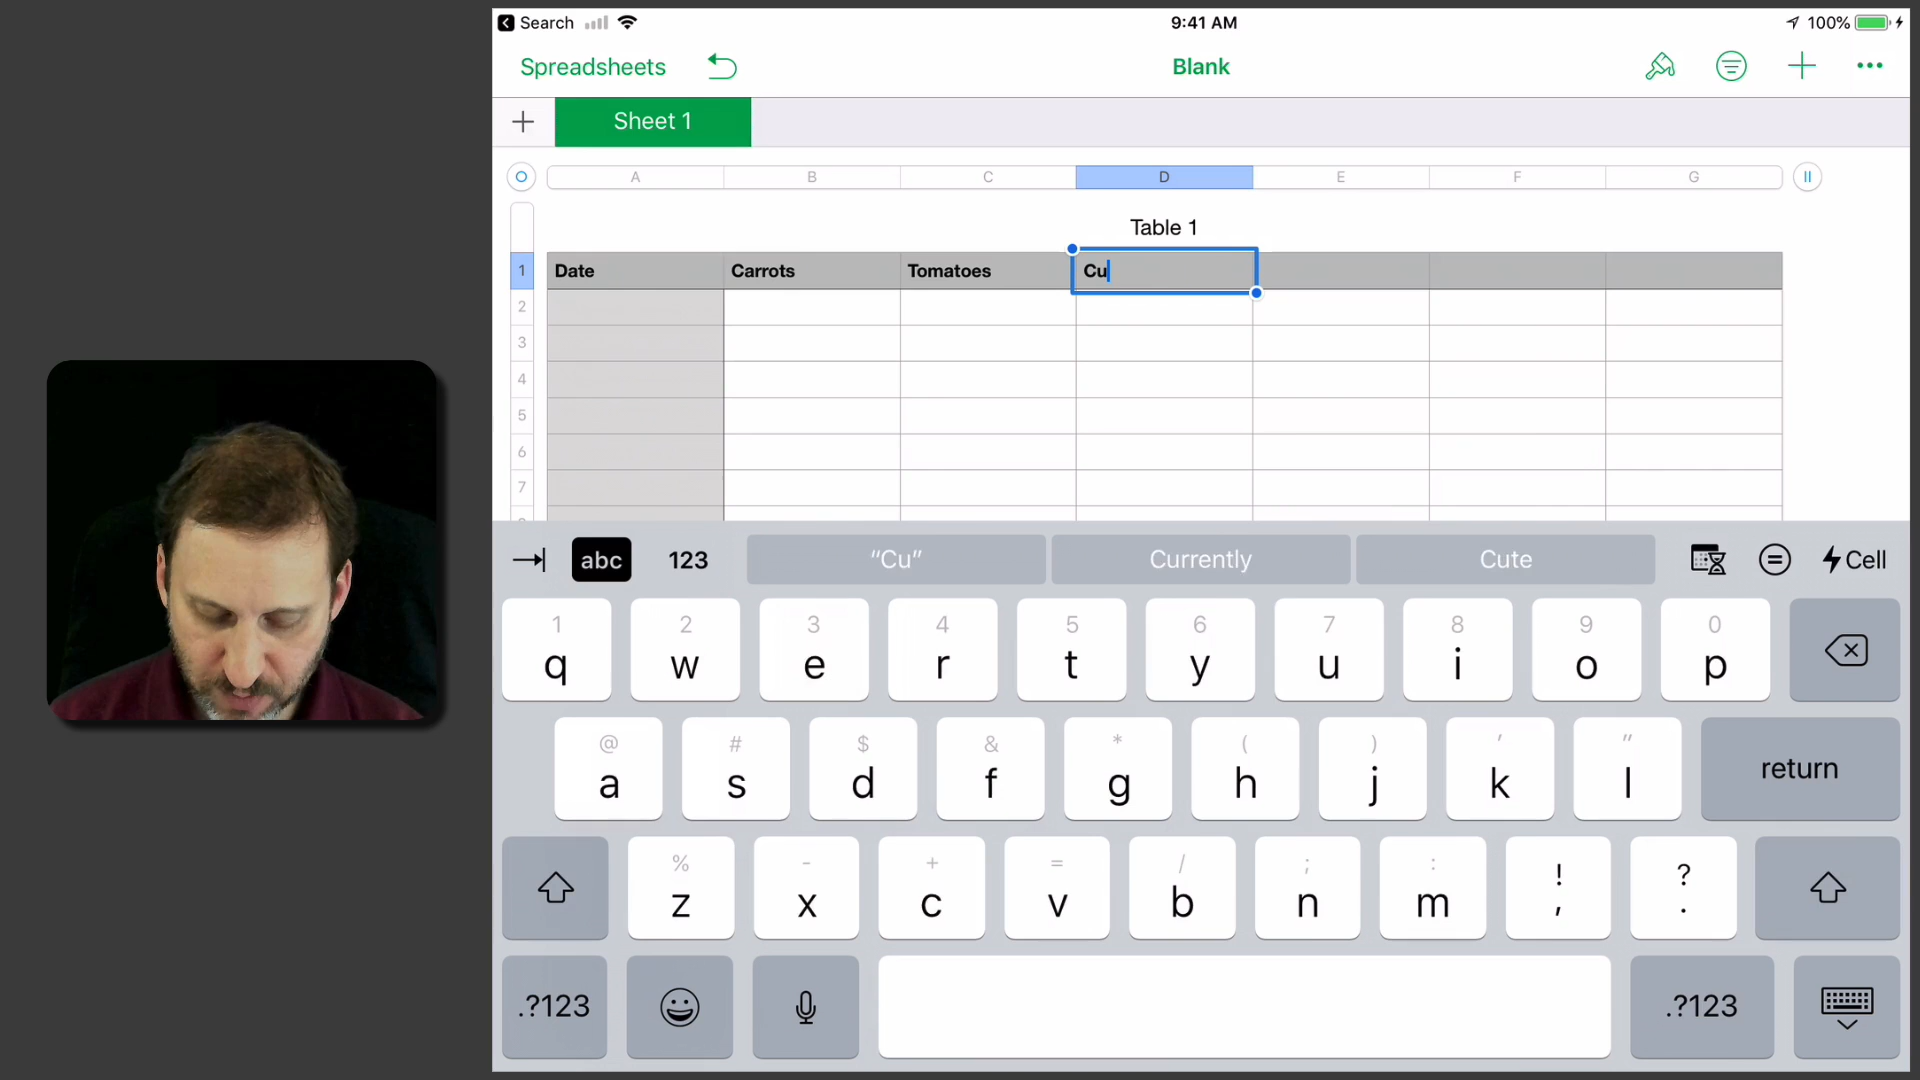 Search 9:41 AM 100%
Spreadsheets Blank
Sheet 1
A B C D E F G
Table 1
1 Date Carrots Tomatoes Cu
2
3
4
5
6
7
abc 123 “Cu” Currently Cute Cell
1 2 3 4 5 6 7 8 9 0
q w e r t y u i o p
@ # $ & * ( ) ' "
a s d f g h j k l return
% - + = / ; : ! ?
z x c v b n m , .
.?123 .?123